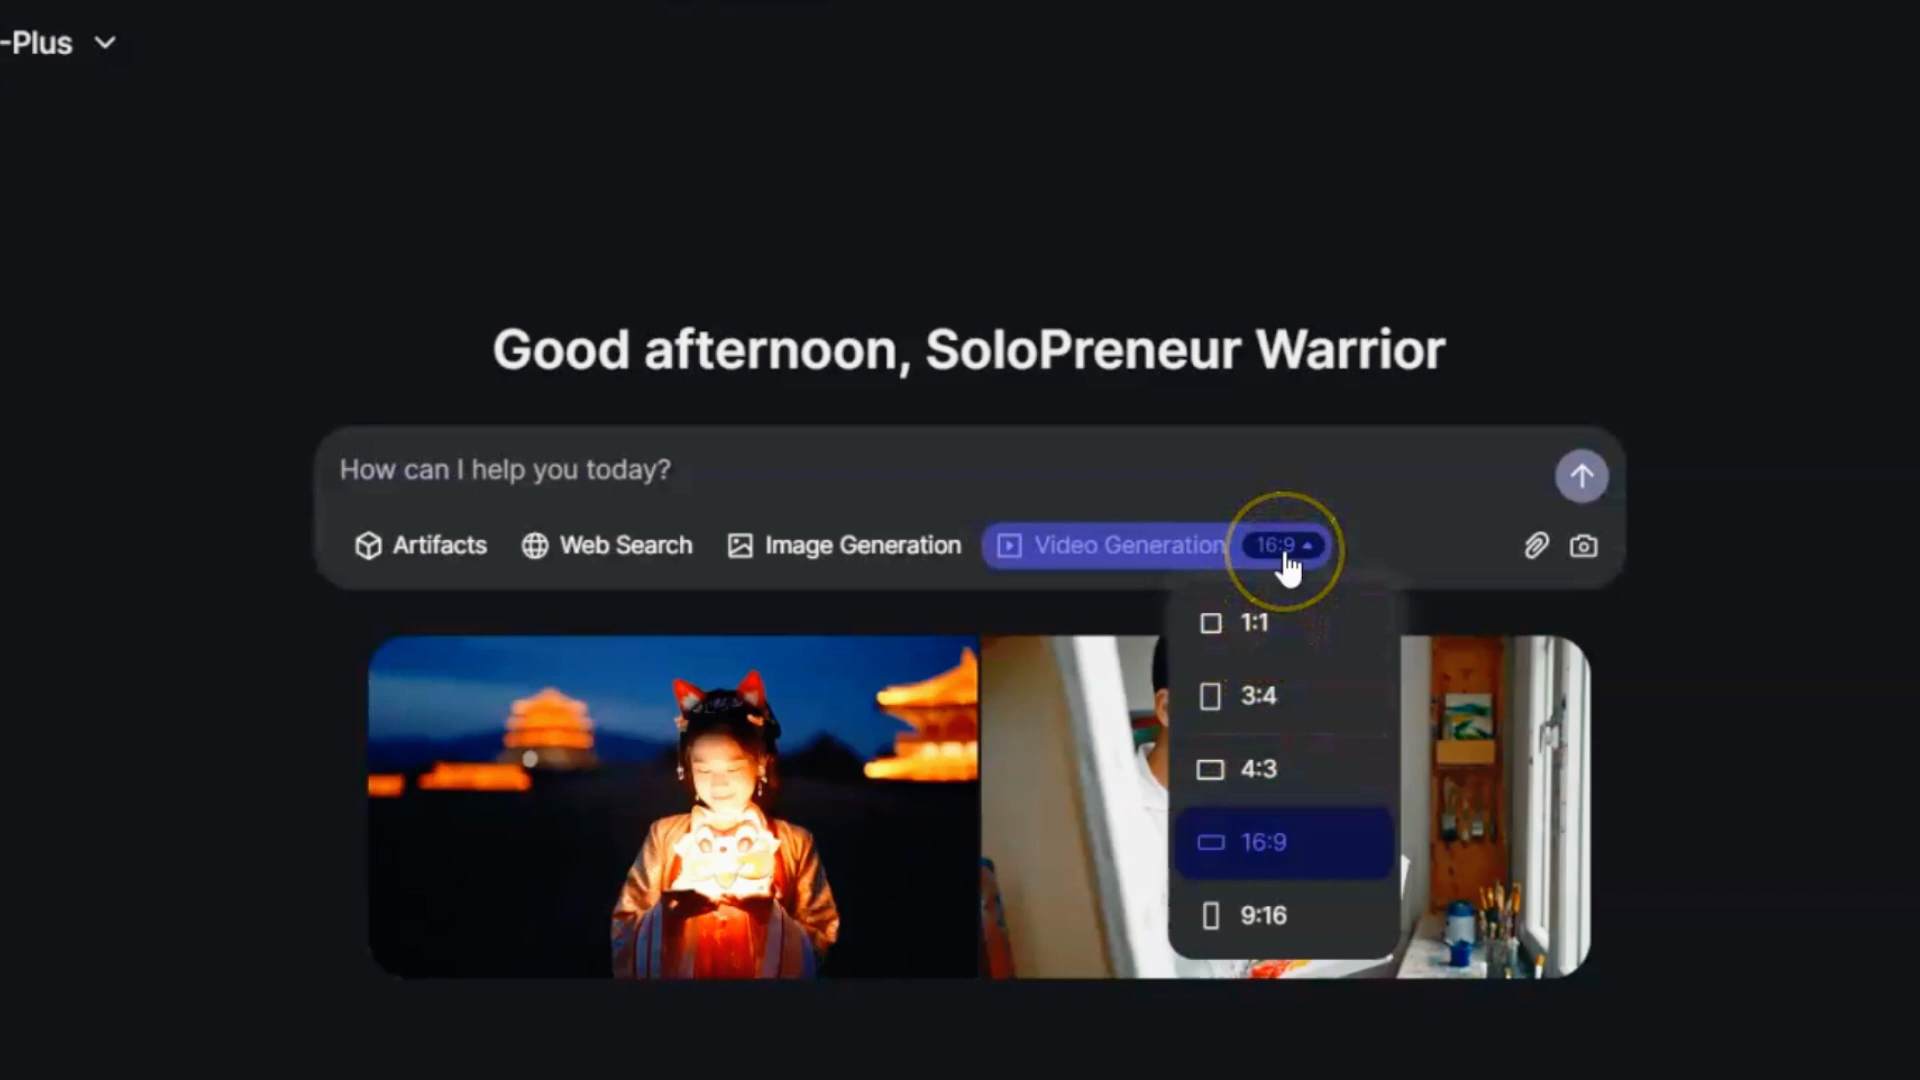 -Plus
Good afternoon, SoloPreneur Warrior
How can I help you today?
Artifacts Web Search Image Generation Video Generation 16:9
1:1
3:4
4:3
16:9
9:16